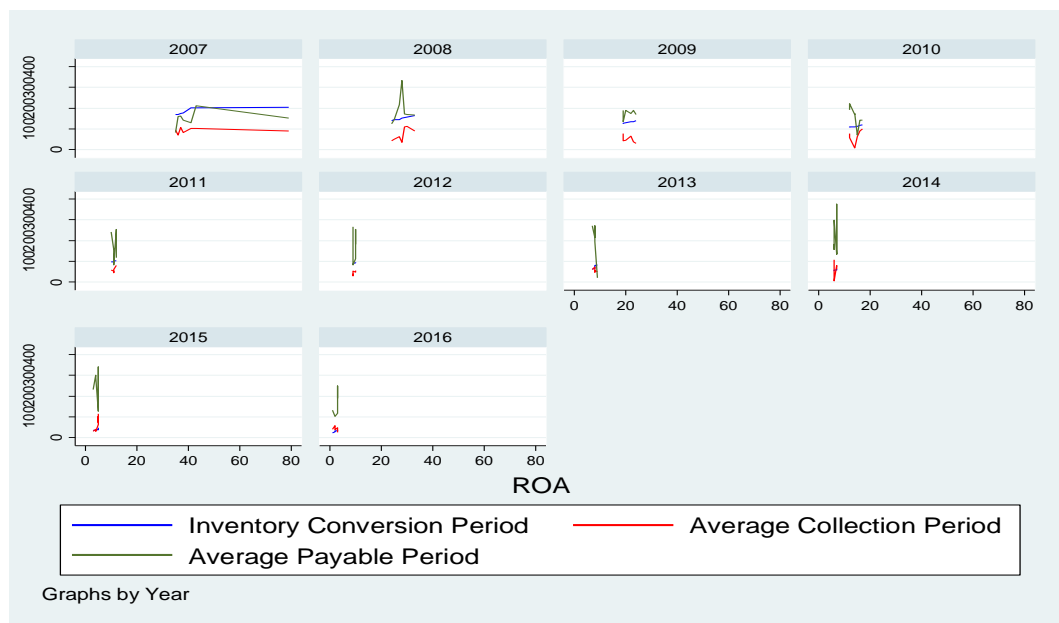 2007 2008 2009 2010
0 100200300400
2011 2012 2013 2014
0 100200300400
0 20 40 60 80 0 20 40 60 80
2015 2016
0 100200300400
0 20 40 60 80 0 20 40 60 80
ROA
Inventory Conversion Period Average Collection Period
Average Payable Period
Graphs by Year